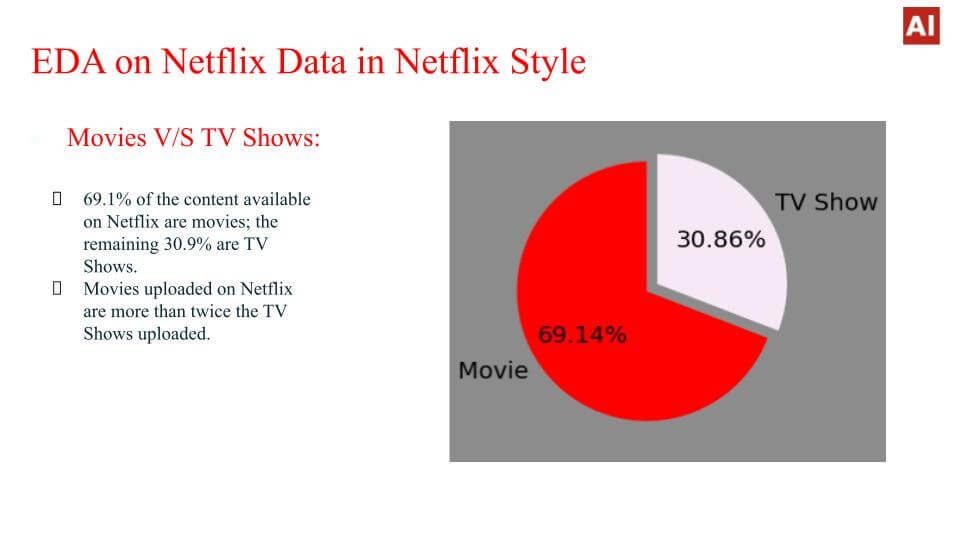 AI
EDA on Netflix Data in Netflix Style
Movies V/S TV Shows:
69.1% of the content available
on Netflix are movies; the
remaining 30.9% are TV
Shows.
Movies uploaded on Netflix
are more than twice the TV
Shows uploaded.
TV Show
30.86%
69.14%
Movie